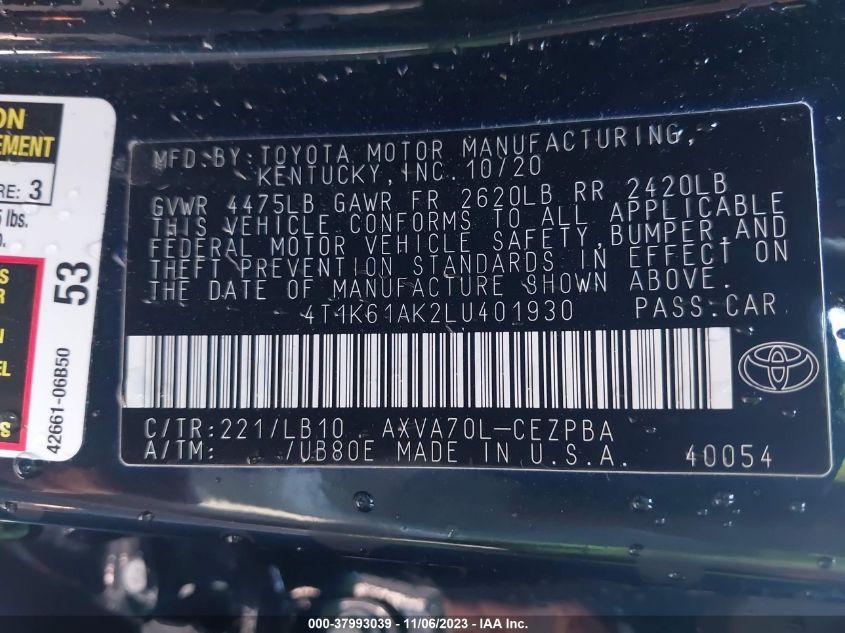 ON
EMENT
RE: 3
5 lbs.
53
42661-06B50
MFD. BY: TOYOTA MOTOR MANUFACTURING,
KENTUCKY, INC. 10/20
GVWR 4475LB GAWR FR 2620LB RR 2420LB
THIS VEHICLE CONFORMS TO ALL APPLICABLE
FEDERAL MOTOR VEHICLE SAFETY, BUMPER, AND
THEFT PREVENTION STANDARDS IN EFFECT ON
THE DATE OF MANUFACTURE SHOWN ABOVE.
4T1K61AK2LU401930 PASS. CAR
C/TR: 221/LB10 AXVA70L-CEZPBA
A/TM: /UB80E MADE IN U.S.A. 40054
000-37993039 - 11/06/2023 - IAA Inc.